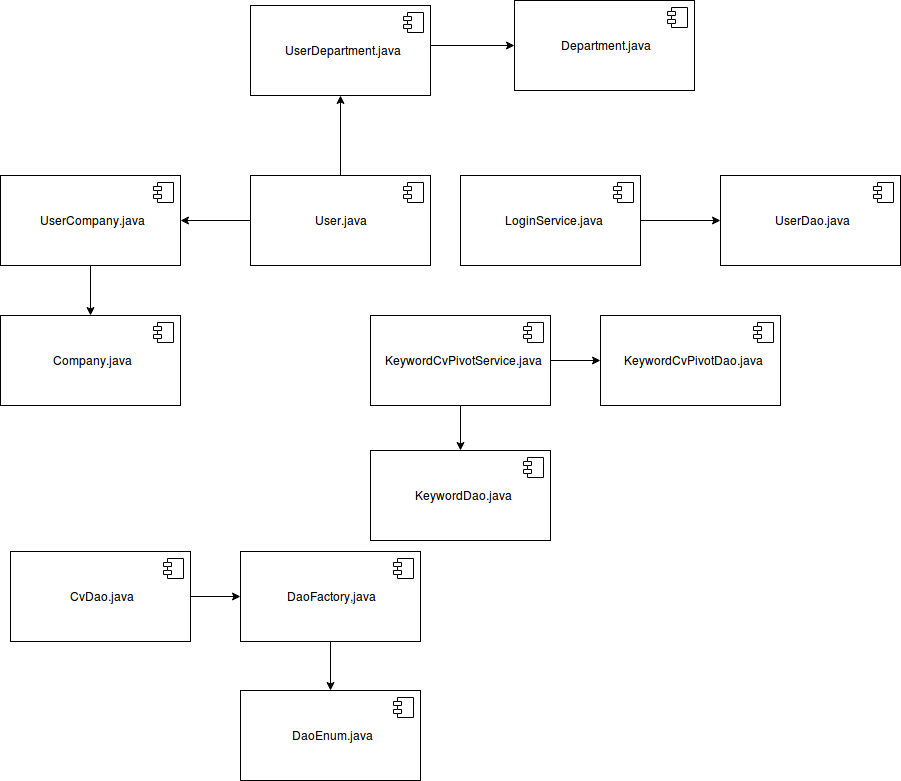 UserDepartment.java
Department.java
UserCompany.java
User.java
LoginService.java
UserDao.java
Company.java
KeywordCvPivotService.java
KeywordCvPivotDao.java
KeywordDao.java
CvDao.java
DaoFactory,java
DaoEnum.java